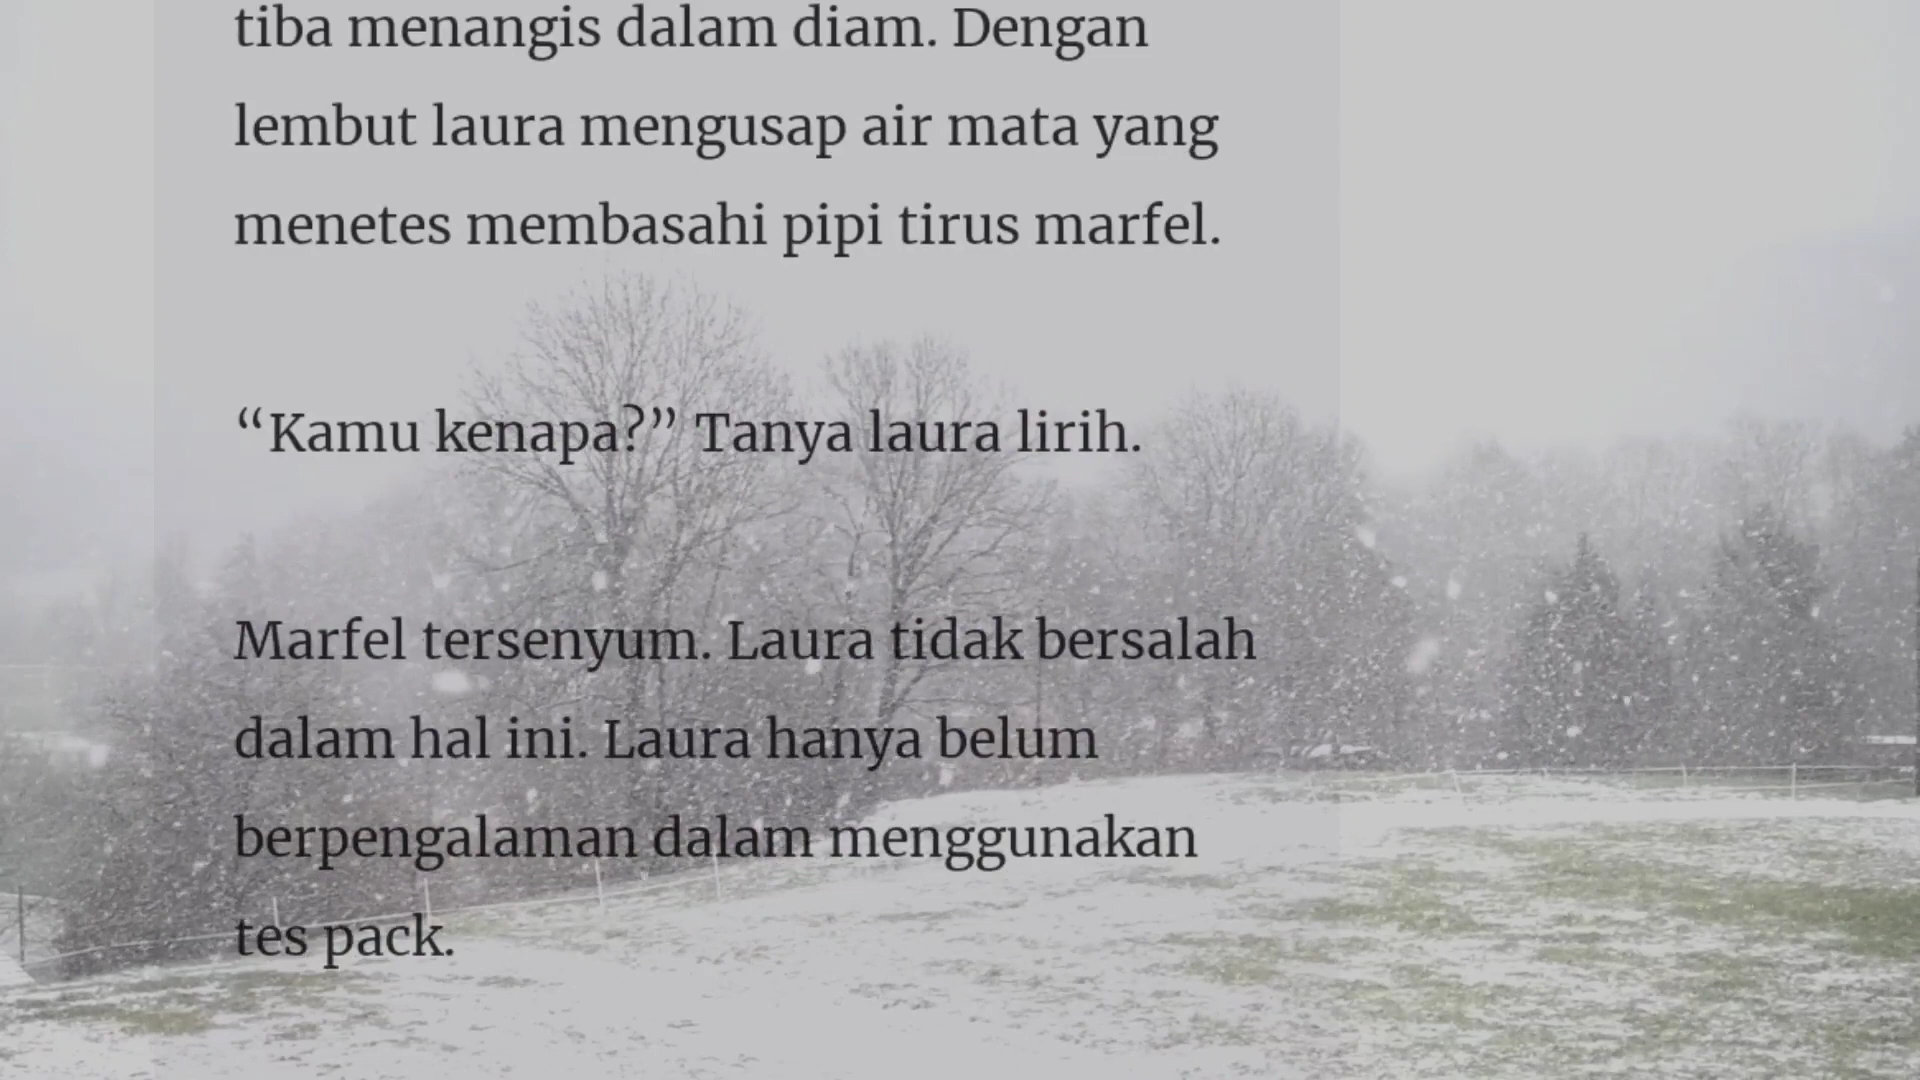 tiba menangis dalam diam. Dengan
lembut laura mengusap air mata yang
menetes membasahi pipi tirus marfel.
“Kamu kenapa?” Tanya laura lirih.
Marfel tersenyum. Laura tidak bersalah
dalam hal ini. Laura hanya belum
berpengalaman dalam menggunakan
tes pack.